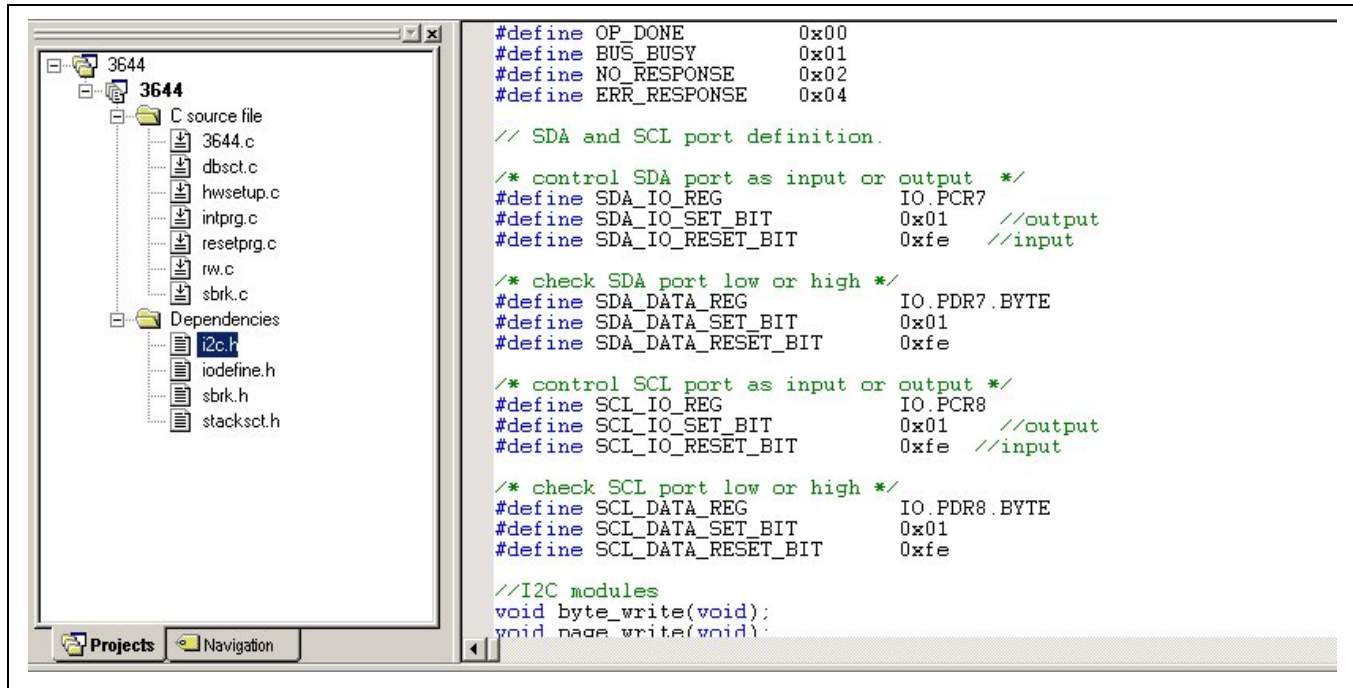 3644
3644
C source file
3644.c
dbsct.c
hwsetup.c
intprg.c
resetprg.c
rw.c
sbrk.c
Dependencies
i2c.h
iodefine.h
sbrk.h
stacksct.h
Projects
Navigation
#define OP_DONE 0x00
#define BUS_BUSY 0x01
#define NO_RESPONSE 0x02
#define ERR_RESPONSE 0x04
// SDA and SCL port definition.
/* control SDA port as input or output */
#define SDA_IO_REG IO.PCR7
#define SDA_IO_SET_BIT 0x01 //output
#define SDA_IO_RESET_BIT 0xfe //input
/* check SDA port low or high */
#define SDA_DATA_REG IO.PDR7.BYTE
#define SDA_DATA_SET_BIT 0x01
#define SDA_DATA_RESET_BIT 0xfe
/* control SCL port as input or output */
#define SCL_IO_REG IO.PCR8
#define SCL_IO_SET_BIT 0x01 //output
#define SCL_IO_RESET_BIT 0xfe //input
/* check SCL port low or high */
#define SCL_DATA_REG IO.PDR8.BYTE
#define SCL_DATA_SET_BIT 0x01
#define SCL_DATA_RESET_BIT 0xfe
//I2C modules
void byte_write(void);
void page_write(void);